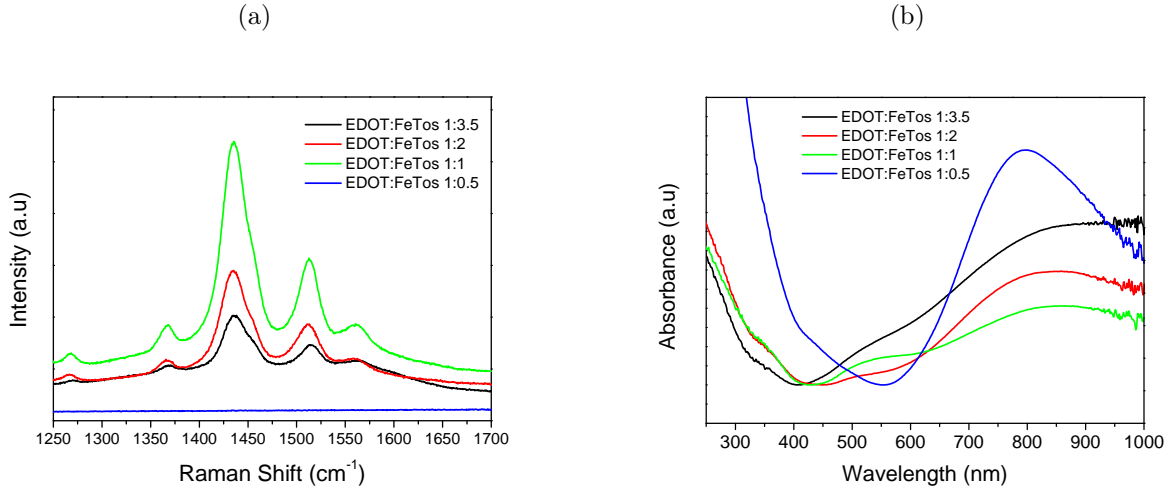 (a)
Intensity (a.u)
EDOT:FeTos 1:3.5
EDOT:FeTos 1:2
EDOT:FeTos 1:1
EDOT:FeTos 1:0.5
1250 1300 1350 1400 1450 1500 1550 1600 1650 1700
Raman Shift (cm⁻¹)
(b)
Absorbance (a.u)
EDOT:FeTos 1:3.5
EDOT:FeTos 1:2
EDOT:FeTos 1:1
EDOT:FeTos 1:0.5
300 400 500 600 700 800 900 1000
Wavelength (nm)